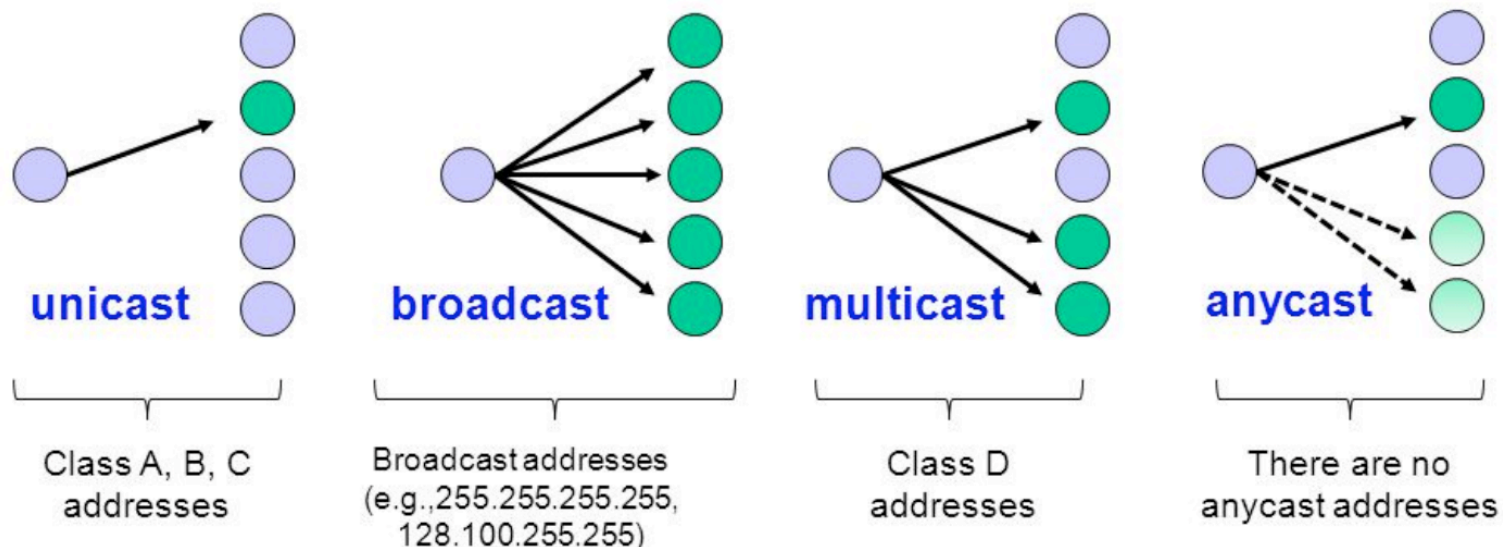 unicast
broadcast
multicast
anycast
Class A, B, C
addresses
Broadcast addresses
(e.g.,255.255.255.255,
128.100.255.255)
Class D
addresses
There are no
anycast addresses